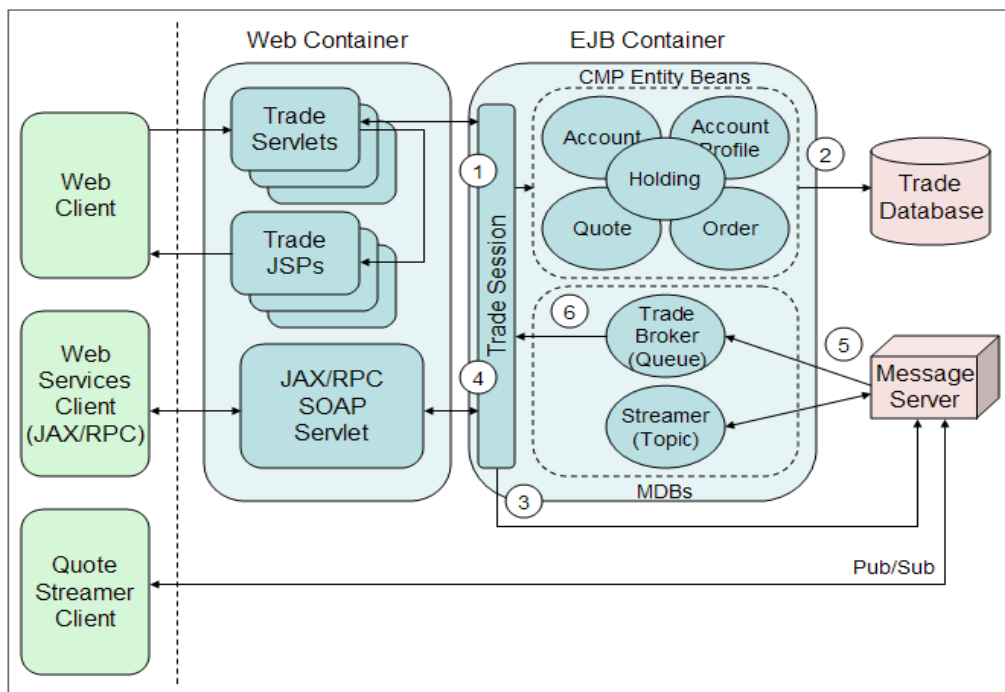 Web Container
EJB Container
CMP Entity Beans
Web
Client
Trade
Servlets
Trade
JSPs
Web
Services
Client
(JAX/RPC)
JAX/RPC
SOAP
Servlet
Quote
Streamer
Client
Trade Session
1
Account
Account
Profile
Holding
Quote
Order
2
Trade
Database
6
Trade
Broker
(Queue)
5
Message
Server
4
Streamer
(Topic)
MDBs
3
Pub/Sub